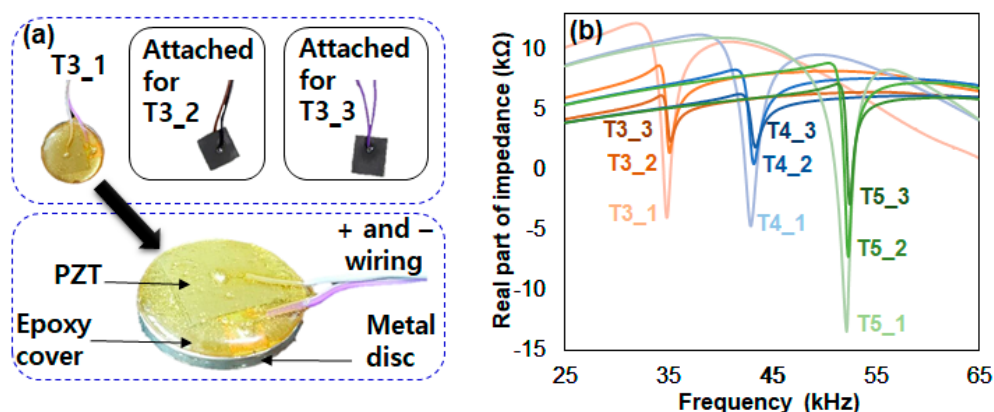 (a)
T3_1
Attached
for
T3_2
Attached
for
T3_3
PZT
+ and –
wiring
Epoxy
cover
Metal
disc
(b)
Real part of impedance (kΩ)
10
5
0
-5
-10
-15
T3_3
T3_2
T3_1
T4_3
T4_2
T4_1
T5_3
T5_2
T5_1
25
35
45
55
65
Frequency (kHz)